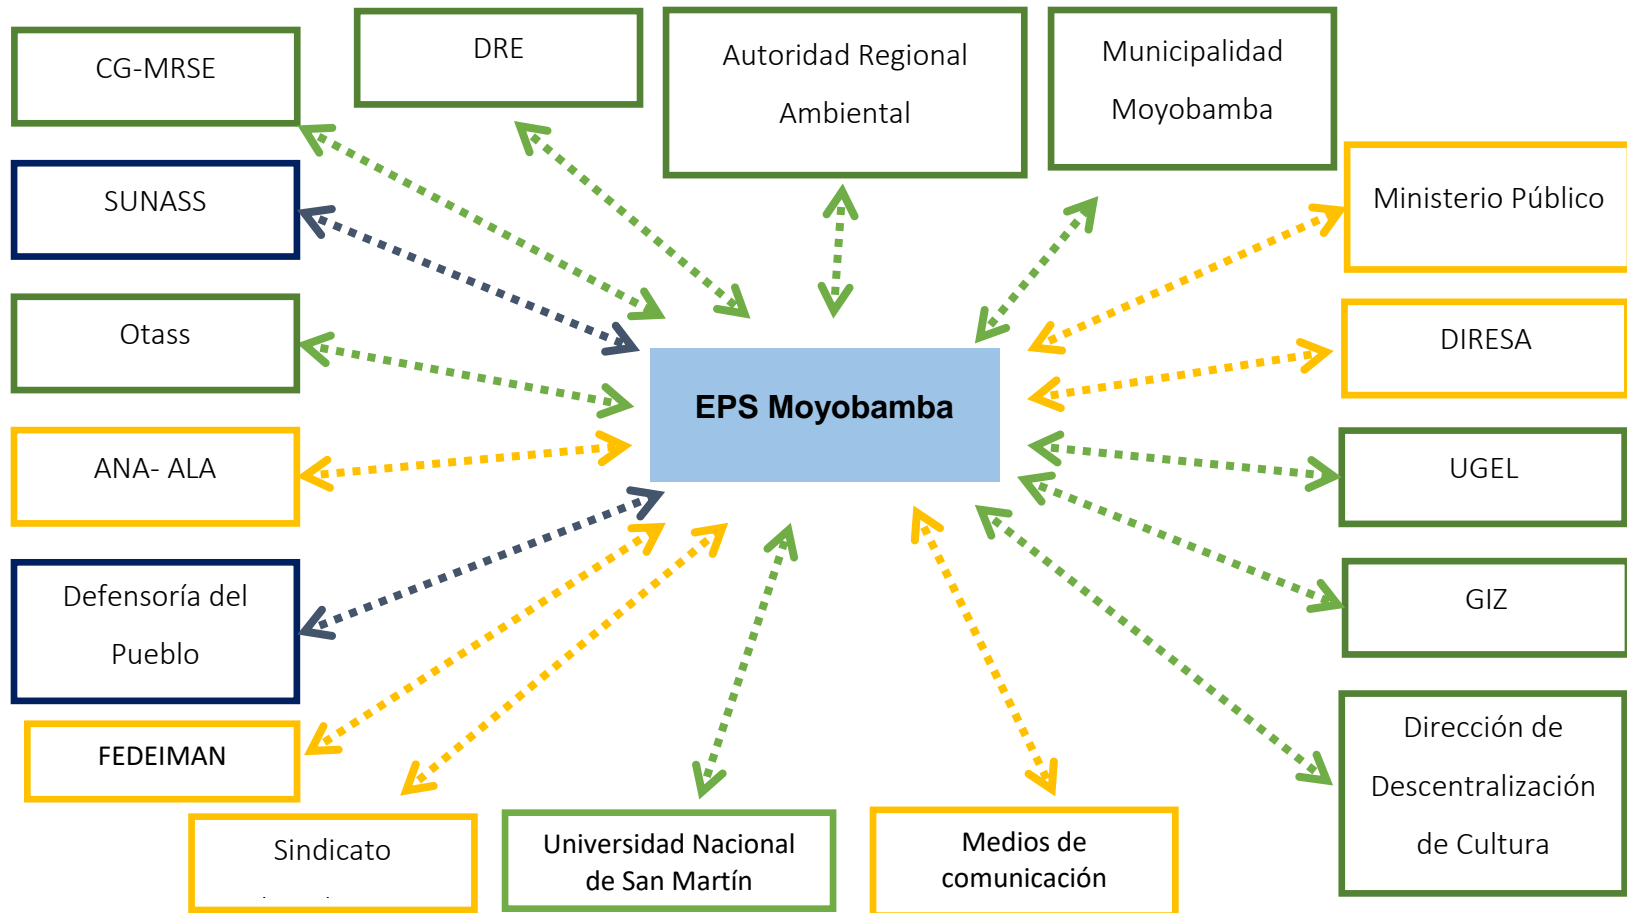 CG-MRSE
DRE
Autoridad Regional
Ambiental
Municipalidad
Moyobamba
SUNASS
Ministerio Público
Otass
DIRESA
EPS Moyobamba
ANA- ALA
UGEL
Defensoría del
Pueblo
GIZ
FEDEIMAN
Dirección de
Descentralización
de Cultura
Sindicato
Universidad Nacional
de San Martín
Medios de
comunicación